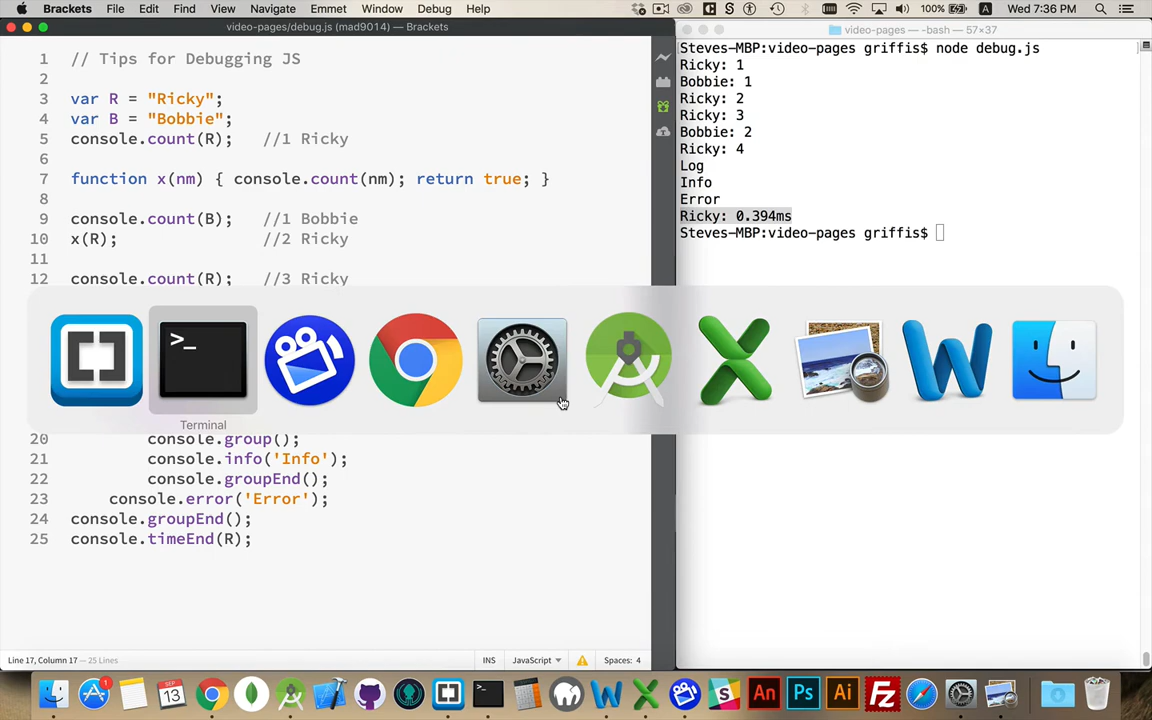 Brackets File Edit Find View Navigate Emmet Debug Window Help
100% A Wed 7:36 PM
video-pages/debug.js (mad9014) — Brackets
1 // Tips for Debugging JS
2
3 var R = "Ricky";
4 var B = "Bobbie";
5 console.count(R); //1 Ricky
6
7 function x(nm) { console.count(nm); return true; }
8
9 console.count(B); //1 Bobbie
10 x(R); //2 Ricky
11
12 console.count(R); //3 Ricky
20 console.group();
21 console.info('Info');
22 console.groupEnd();
23 console.error('Error');
24 console.groupEnd();
25 console.timeEnd(R);
Line 17, Column 17 — 25 Lines
INS JavaScript Spaces: 4
video-pages — -bash — 57×37
Steves-MBP:video-pages griffis$ node debug.js
Ricky: 1
Bobbie: 1
Ricky: 2
Ricky: 3
Bobbie: 2
Ricky: 4
Log
Info
Error
Ricky: 0.394ms
Steves-MBP:video-pages griffis$
>_
Terminal
1
SEP
13
An
Ps
Ai
Fz